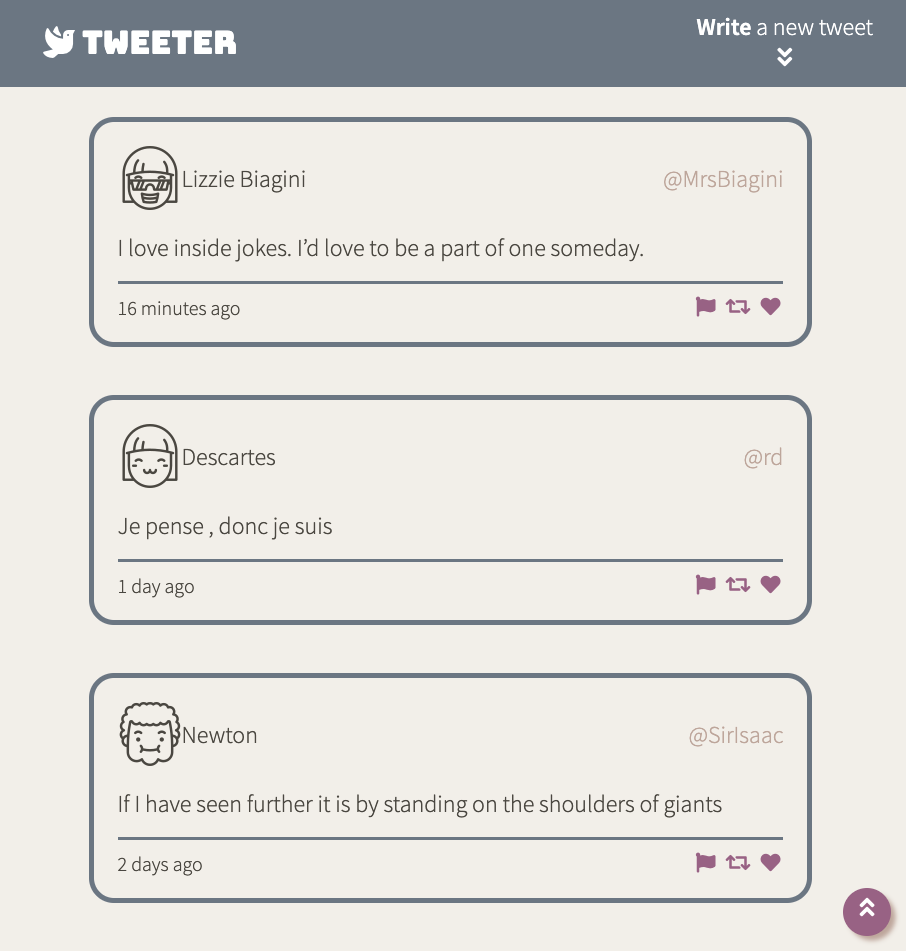 TWEETER
Write a new tweet
Lizzie Biagini @MrsBiagini
I love inside jokes. I’d love to be a part of one someday.
16 minutes ago
Descartes @rd
Je pense , donc je suis
1 day ago
Newton @SirIsaac
If I have seen further it is by standing on the shoulders of giants
2 days ago